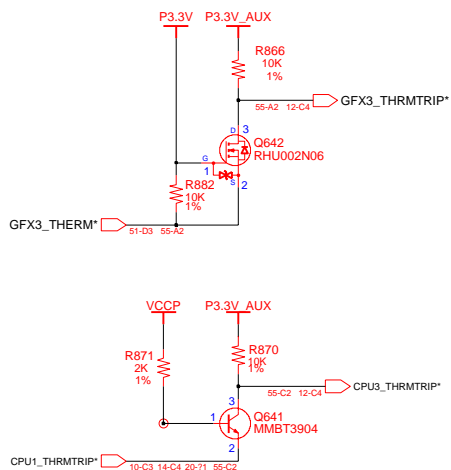 P3.3V P3.3V_AUX
R866
10K
1%
55-A2 12-C4 GFX3_THRMTRIP*
D 3
Q642
RHU002N06
G
1
S
2
R882
10K
1%
GFX3_THERM*
51-D3 55-A2
VCCP P3.3V_AUX
R871
2K
1%
R870
10K
1%
55-C2 12-C4 CPU3_THRMTRIP*
3
1
Q641
MMBT3904
2
CPU1_THRMTRIP*
10-C3 14-C4 20-?1 55-C2